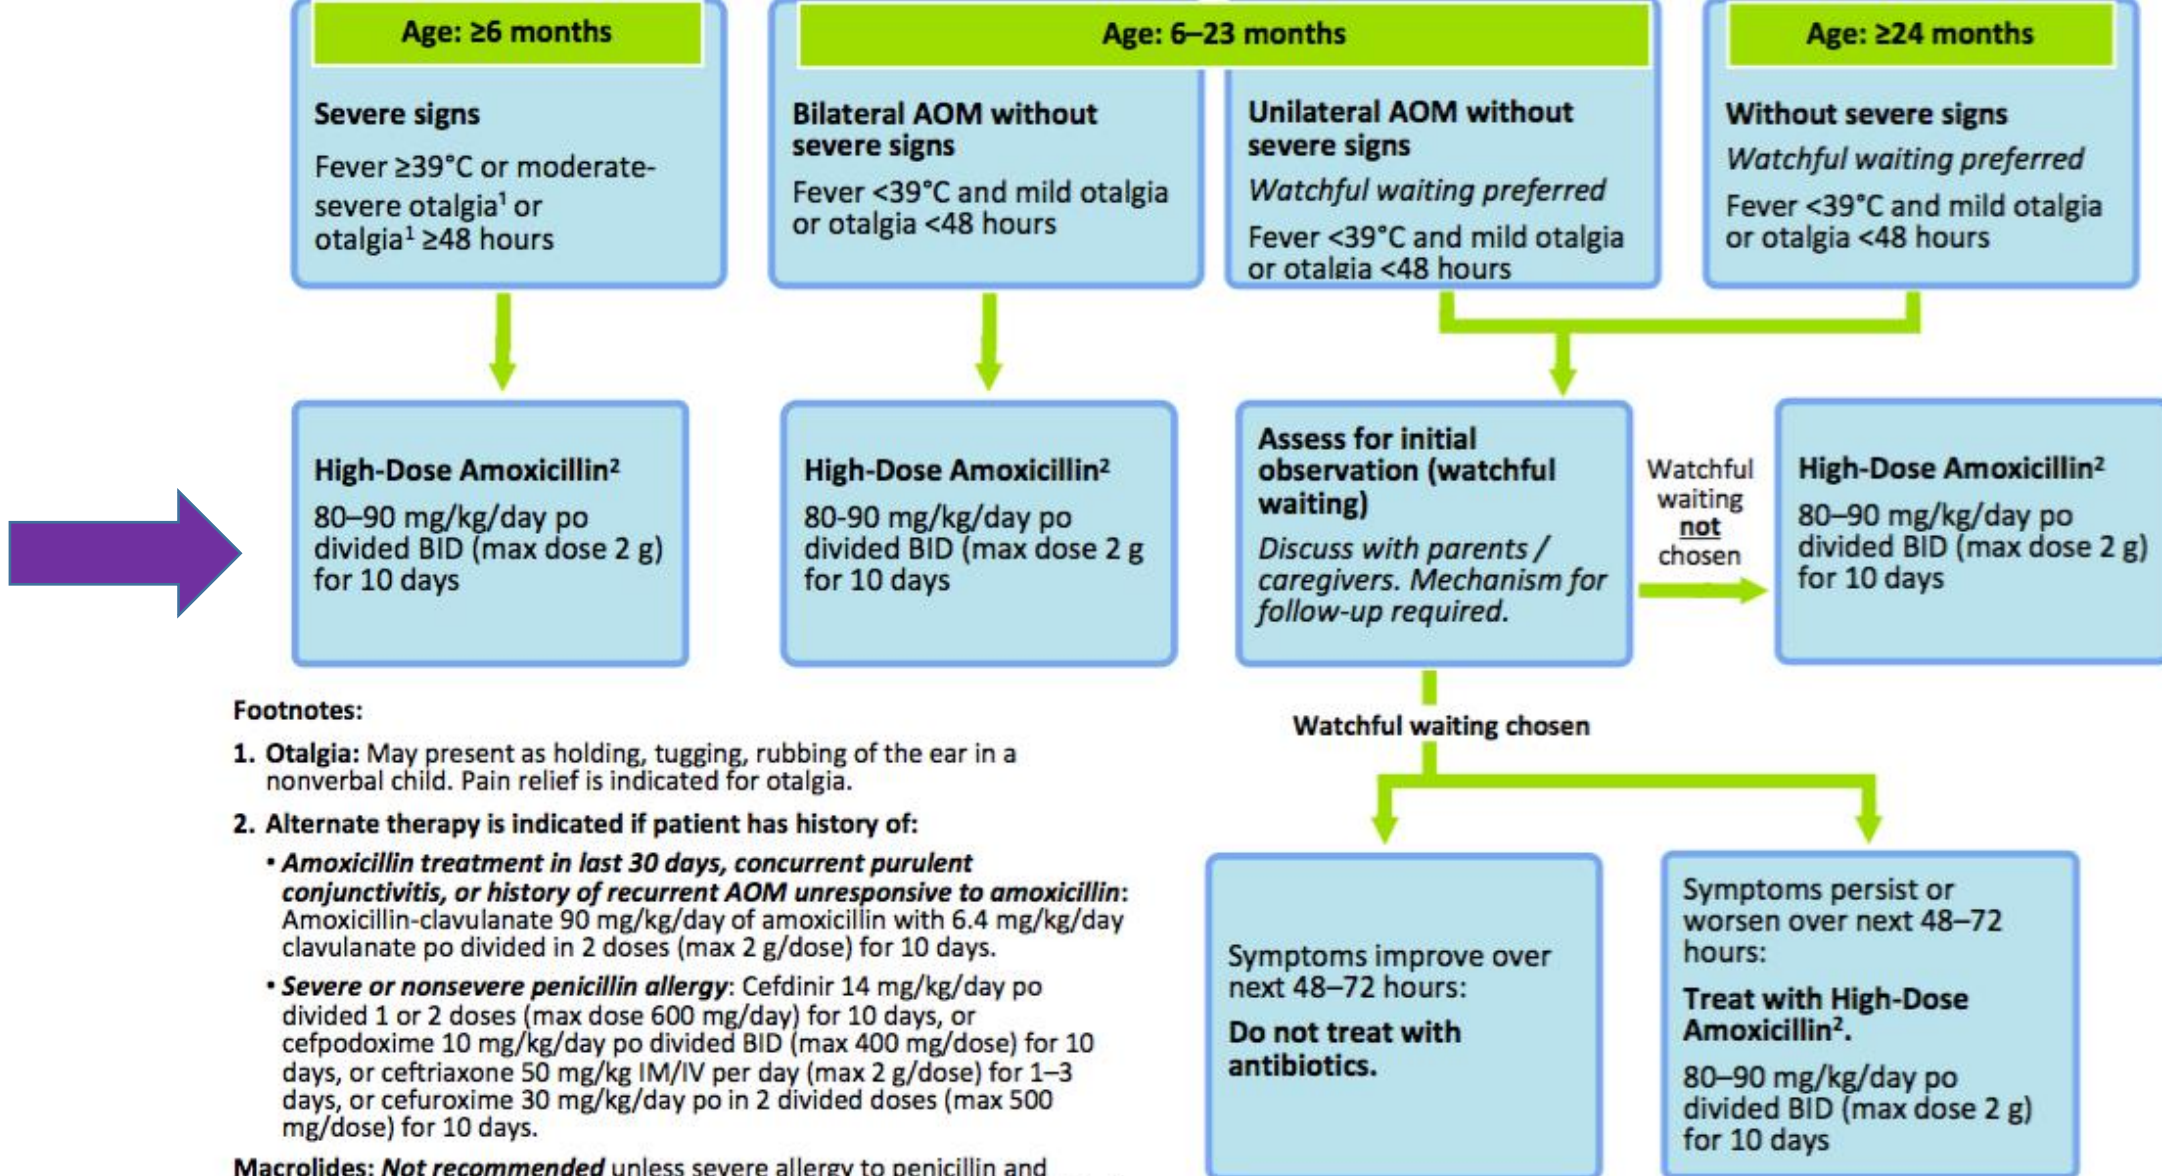 Age: ≥6 months
Severe signs
Fever ≥39°C or moderate-
severe otalgia¹ or
otalgia¹ ≥48 hours
Age: 6–23 months
Bilateral AOM without
severe signs
Fever <39°C and mild otalgia
or otalgia <48 hours
Unilateral AOM without
severe signs
Watchful waiting preferred
Fever <39°C and mild otalgia
or otalgia <48 hours
Age: ≥24 months
Without severe signs
Watchful waiting preferred
Fever <39°C and mild otalgia
or otalgia <48 hours
High-Dose Amoxicillin²
80–90 mg/kg/day po
divided BID (max dose 2 g)
for 10 days
High-Dose Amoxicillin²
80-90 mg/kg/day po
divided BID (max dose 2 g
for 10 days
Assess for initial
observation (watchful
waiting)
Discuss with parents /
caregivers. Mechanism for
follow-up required.
Watchful
waiting
not
chosen
High-Dose Amoxicillin²
80–90 mg/kg/day po
divided BID (max dose 2 g)
for 10 days
Watchful waiting chosen
Symptoms improve over
next 48–72 hours:
Do not treat with
antibiotics.
Symptoms persist or
worsen over next 48–72
hours:
Treat with High-Dose
Amoxicillin².
80–90 mg/kg/day po
divided BID (max dose 2 g)
for 10 days
Footnotes:
1. Otalgia: May present as holding, tugging, rubbing of the ear in a
nonverbal child. Pain relief is indicated for otalgia.
2. Alternate therapy is indicated if patient has history of:
• Amoxicillin treatment in last 30 days, concurrent purulent
conjunctivitis, or history of recurrent AOM unresponsive to amoxicillin:
Amoxicillin-clavulanate 90 mg/kg/day of amoxicillin with 6.4 mg/kg/day
clavulanate po divided in 2 doses (max 2 g/dose) for 10 days.
• Severe or nonsevere penicillin allergy: Cefdinir 14 mg/kg/day po
divided 1 or 2 doses (max dose 600 mg/day) for 10 days, or
cefpodoxime 10 mg/kg/day po divided BID (max 400 mg/dose) for 10
days, or ceftriaxone 50 mg/kg IM/IV per day (max 2 g/dose) for 1–3
days, or cefuroxime 30 mg/kg/day po in 2 divided doses (max 500
mg/dose) for 10 days.
Macrolides: Not recommended unless severe allergy to penicillin and